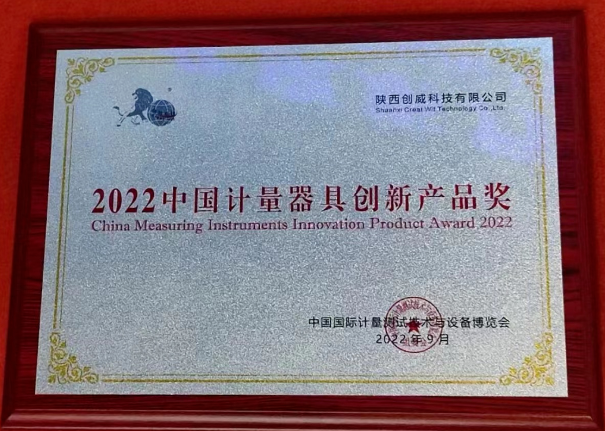 陕西创威科技有限公司
Shaanxi Great Wit Technology Co.,Ltd.
2022中国计量器具创新产品奖
China Measuring Instruments Innovation Product Award 2022
中国国际计量测试技术与设备博览会
2022年9月